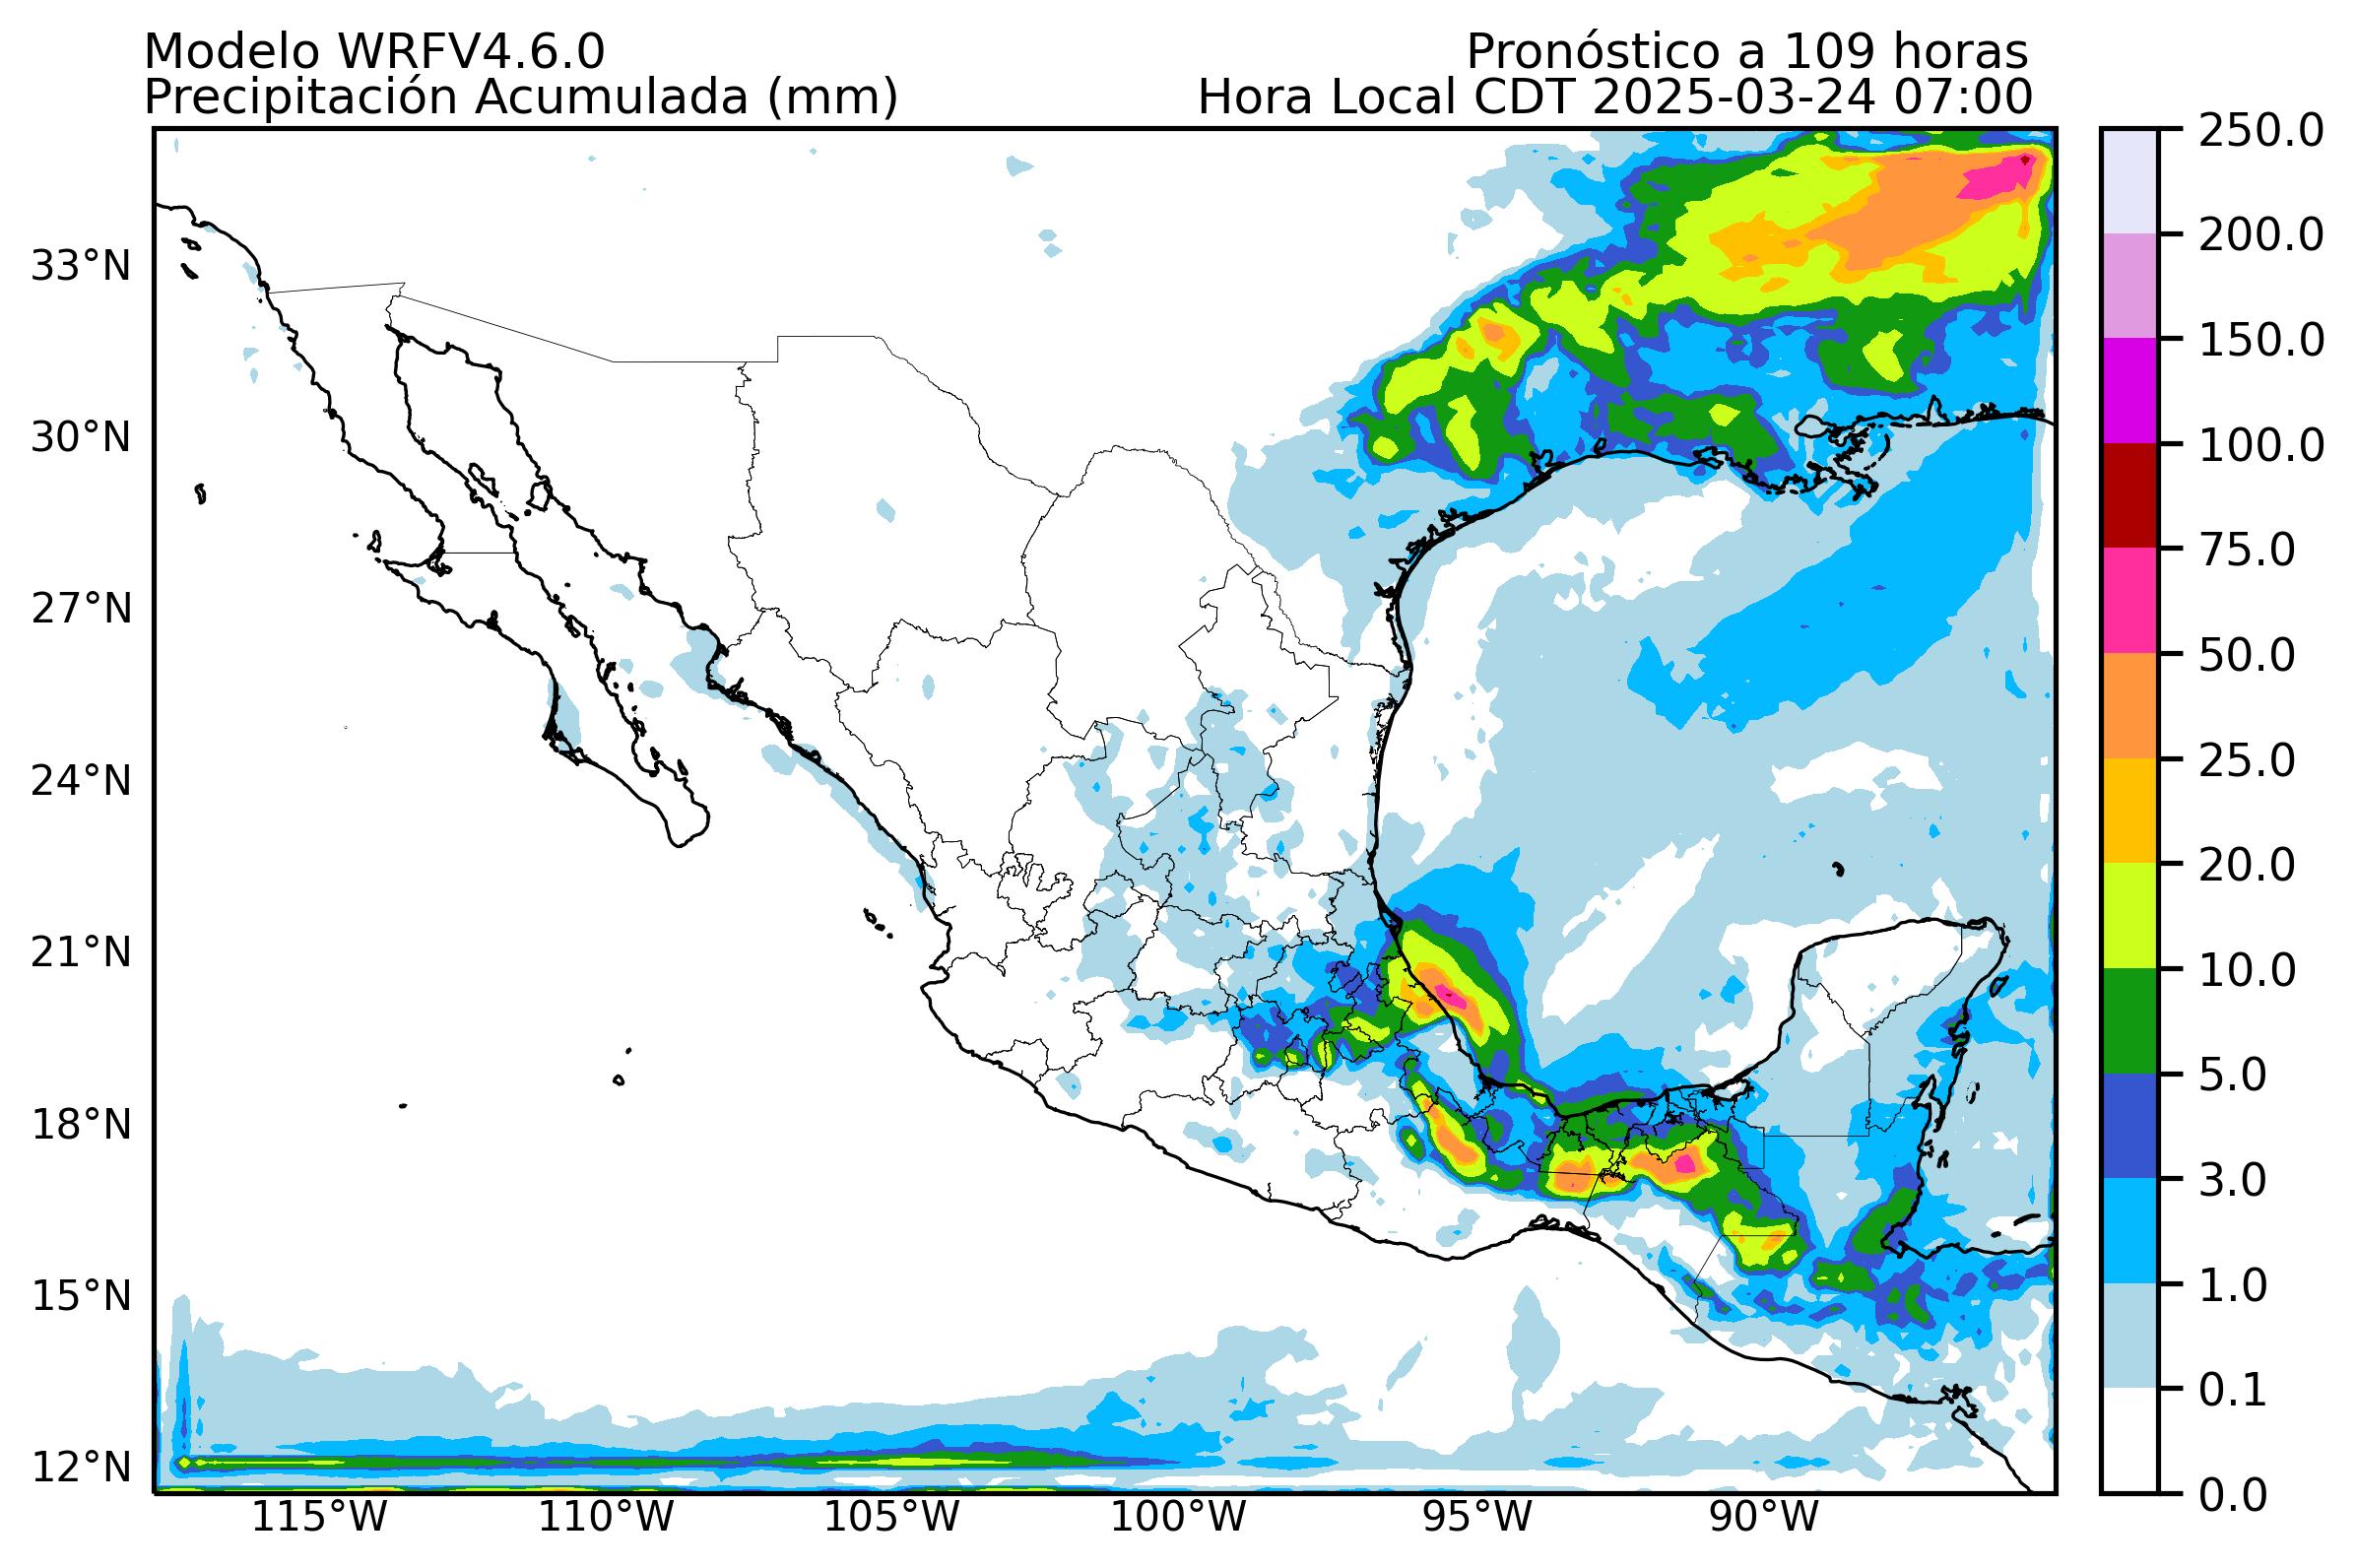 Modelo WRFV4.6.0
Pronóstico a 109 horas
Precipitación Acumulada (mm)
Hora Local CDT 2025-03-24 07:00
33°N
30°N
27°N
24°N
21°N
18°N
15°N
12°N
115°W
110°W
105°W
100°W
95°W
90°W
250.0
200.0
150.0
100.0
75.0
50.0
25.0
20.0
10.0
5.0
3.0
1.0
0.1
0.0